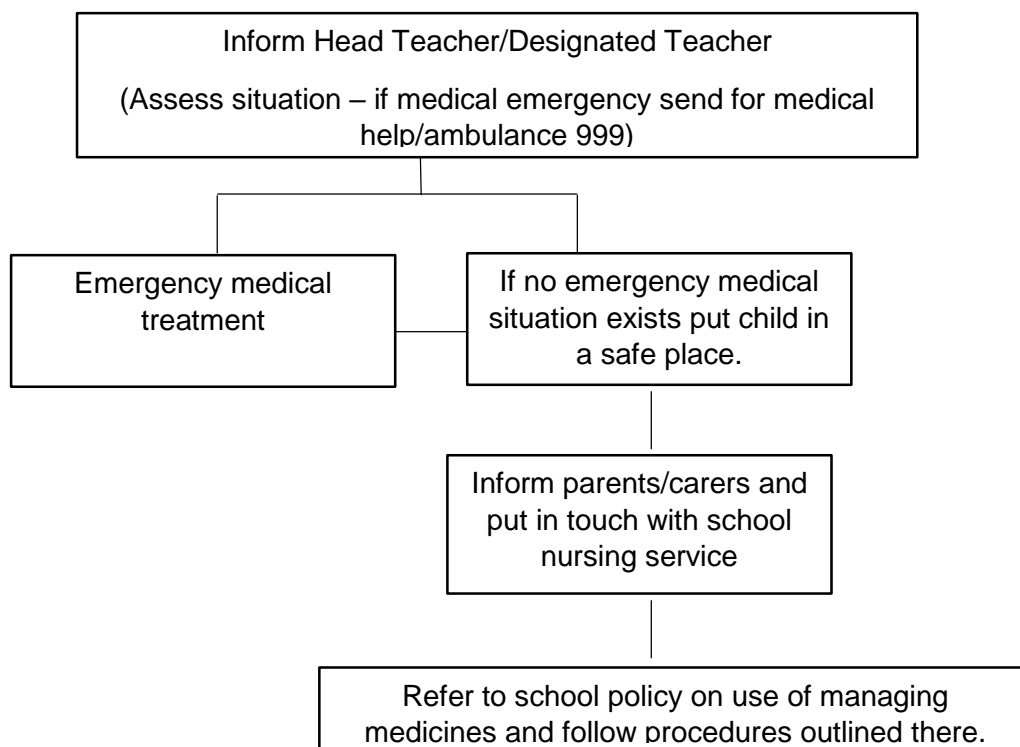 Inform Head Teacher/Designated Teacher
(Assess situation – if medical emergency send for medical
help/ambulance 999)
Emergency medical
treatment
If no emergency medical
situation exists put child in
a safe place.
Inform parents/carers and
put in touch with school
nursing service
Refer to school policy on use of managing
medicines and follow procedures outlined there.